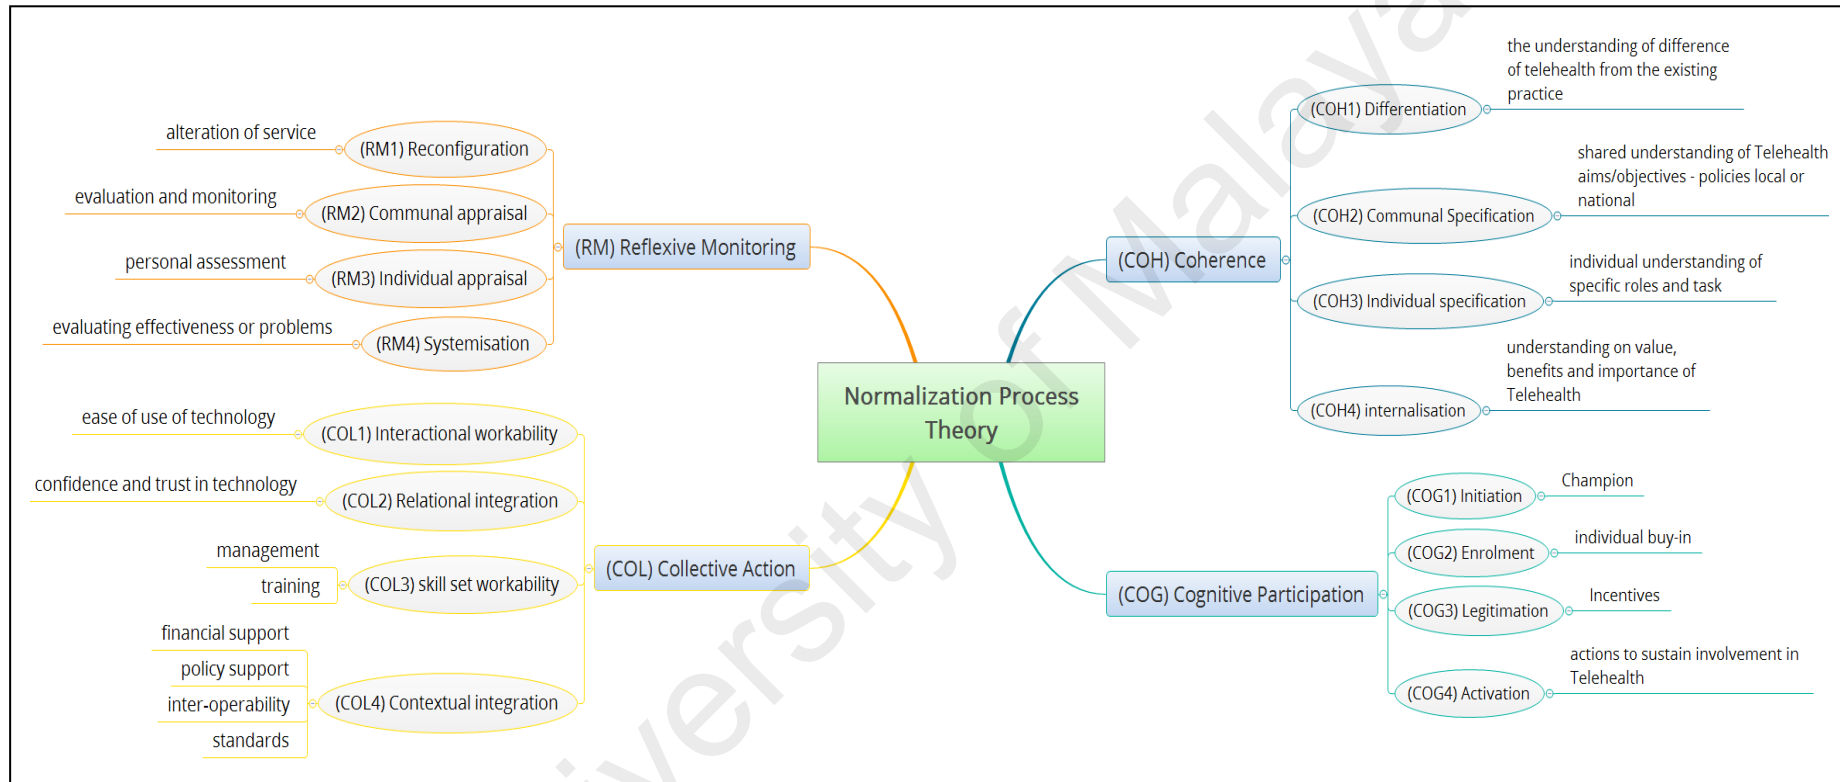 Normalization Process
Theory
(COH) Coherence
(COH1) Differentiation
the understanding of difference
of telehealth from the existing
practice
(COH2) Communal Specification
shared understanding of Telehealth
aims/objectives - policies local or
national
(COH3) Individual specification
individual understanding of
specific roles and task
(COH4) internalisation
understanding on value,
benefits and importance of
Telehealth
(COG) Cognitive Participation
(COG1) Initiation
Champion
(COG2) Enrolment
individual buy-in
(COG3) Legitimation
Incentives
(COG4) Activation
actions to sustain involvement in
Telehealth
(RM) Reflexive Monitoring
(RM1) Reconfiguration
alteration of service
(RM2) Communal appraisal
evaluation and monitoring
(RM3) Individual appraisal
personal assessment
(RM4) Systemisation
evaluating effectiveness or problems
(COL) Collective Action
(COL1) Interactional workability
ease of use of technology
(COL2) Relational integration
confidence and trust in technology
(COL3) skill set workability
management
training
(COL4) Contextual integration
financial support
policy support
inter-operability
standards
versity of Malaya